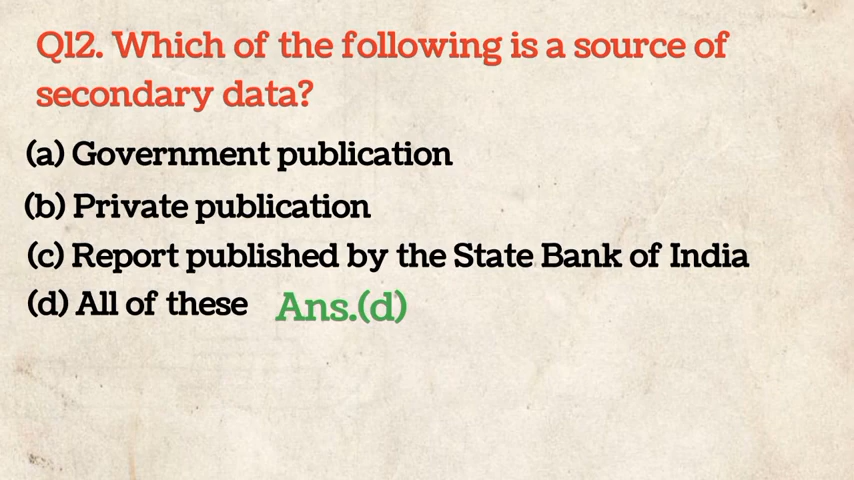 Q12. Which of the following is a source of
secondary data?
(a) Government publication
(b) Private publication
(c) Report published by the State Bank of India
(d) All of these Ans.(d)